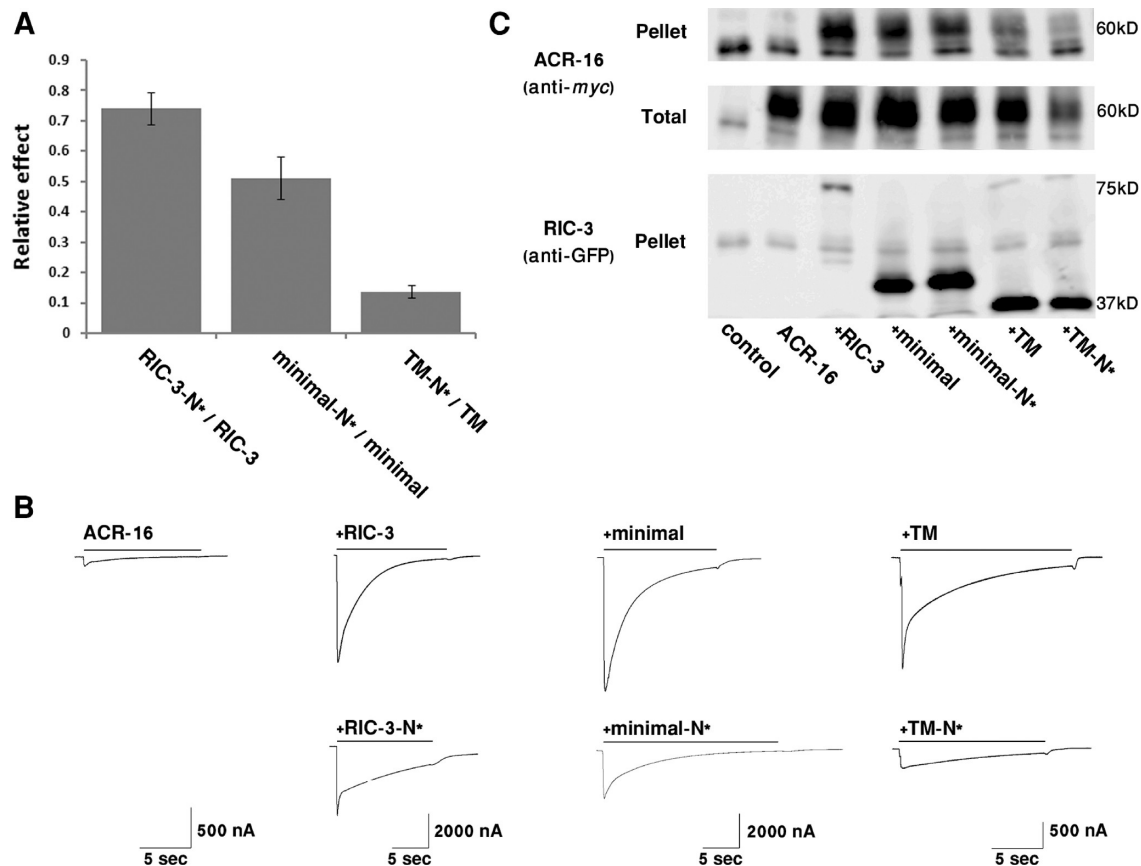 A
0.9
0.8
0.7
0.6
0.5
0.4
0.3
0.2
0.1
0
Relative effect
RIC-3-N* / RIC-3
minimal-N* / minimal
TM-N* / TM
C
ACR-16
(anti-myc)
Pellet
60kD
Total
60kD
RIC-3
(anti-GFP)
Pellet
75kD
37kD
control
ACR-16
+RIC-3
+minimal
+minimal-N*
+TM
+TM-N*
B
ACR-16
+RIC-3
+minimal
+TM
+RIC-3-N*
+minimal-N*
+TM-N*
500 nA
5 sec
2000 nA
5 sec
2000 nA
5 sec
500 nA
5 sec